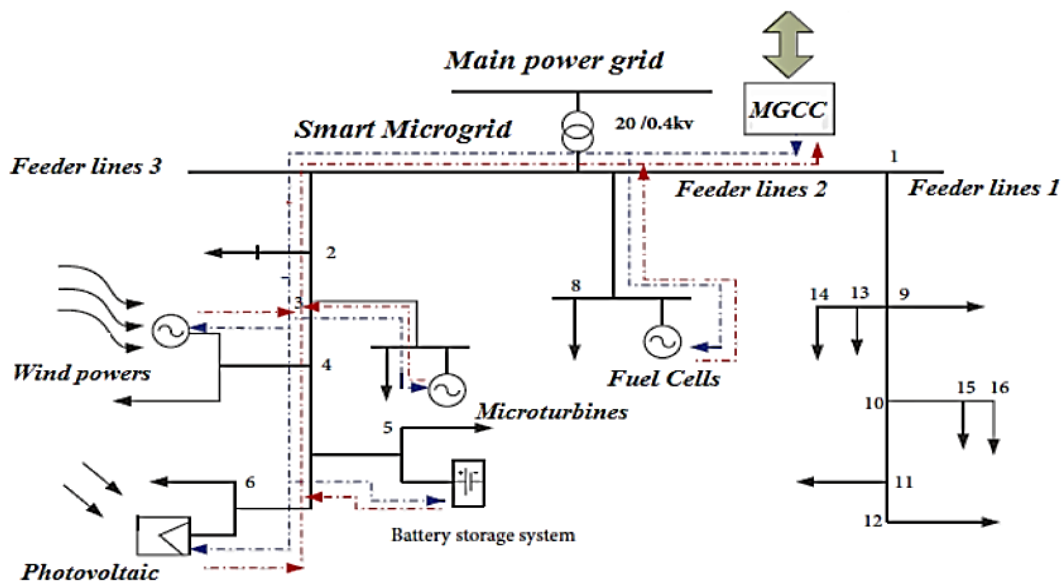 Main power grid
MGCC
20 /0.4kv
Smart Microgrid
1
Feeder lines 3
Feeder lines 2
Feeder lines 1
2
3
8
14
13
9
4
Wind powers
Fuel Cells
Microturbines
15
16
10
5
6
11
12
Battery storage system
Photovoltaic